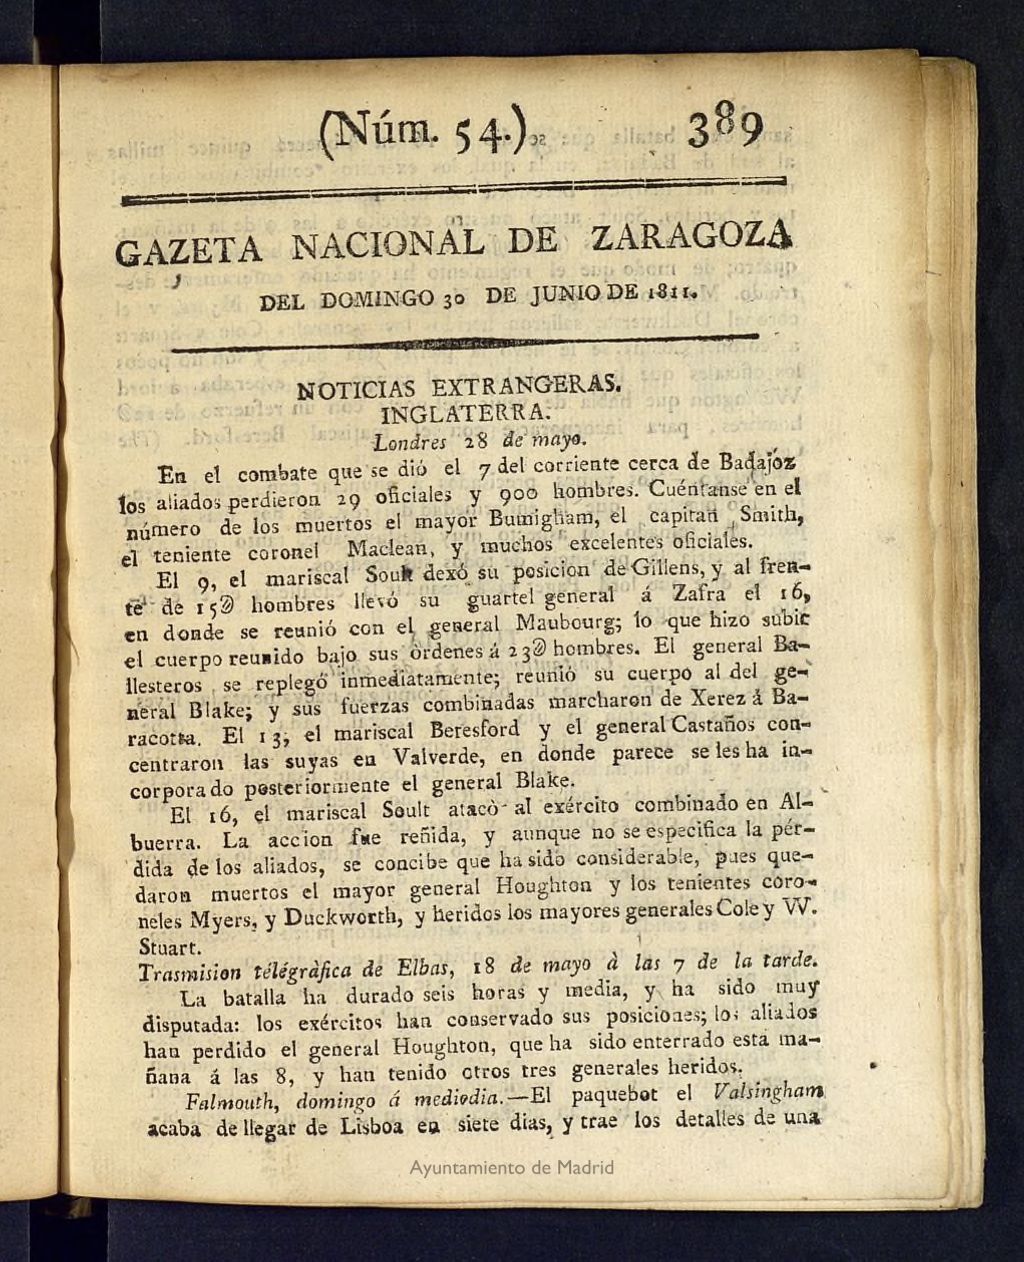 (Núm. 54.) 389
GAZETA NACIONAL DE ZARAGOZA
DEL DOMINGO 30 DE JUNIO DE 1811.
NOTICIAS EXTRANGERAS.
INGLATERRA.
Londres 28 de mayo.
En el combate que se dió el 7 del corriente cerca de Badajoz
los aliados perdieron 29 oficiales y 900 hombres. Cuéntanse en el
número de los muertos el mayor Bumigham, el capitan Smith,
el teniente coronel Maclean, y muchos excelentes oficiales.
El 9, el mariscal Soult dexó su posicion de Gillens, y al fren-
te de 15@ hombres llevó su guartel general á Zafra el 16,
en donde se reunió con el general Maubourg; lo que hizo subir
el cuerpo reunido bajo sus òrdenes á 23@ hombres. El general Ba-
llesteros se replegó inmediatamente; reunió su cuerpo al del ge-
neral Blake; y sus fuerzas combinadas marcharon de Xerez á Ba-
racotta. El 13, el mariscal Beresford y el general Castaños con-
centraron las suyas en Valverde, en donde parece se les ha in-
corporado posteriormente el general Blake.
El 16, el mariscal Soult atacò al exército combinado en Al-
buerra. La accion fue reñida, y aunque no se especifica la pér-
dida de los aliados, se concibe que ha sido considerable, pues que-
daron muertos el mayor general Houghton y los tenientes coro-
neles Myers, y Duckworth, y heridos los mayores generales Cole y W.
Stuart.
Trasmision télégràfica de Elbas, 18 de mayo à las 7 de la tarde.
La batalla ha durado seis horas y media, y ha sido muy
disputada: los exércitos han conservado sus posiciones; los aliados
han perdido el general Houghton, que ha sido enterrado esta ma-
ñana á las 8, y han tenido otros tres generales heridos.
Falmouth, domingo á mediodia.—El paquebot el Valsingham
acaba de llegar de Lisboa en siete dias, y trae los detalles de una
Ayuntamiento de Madrid